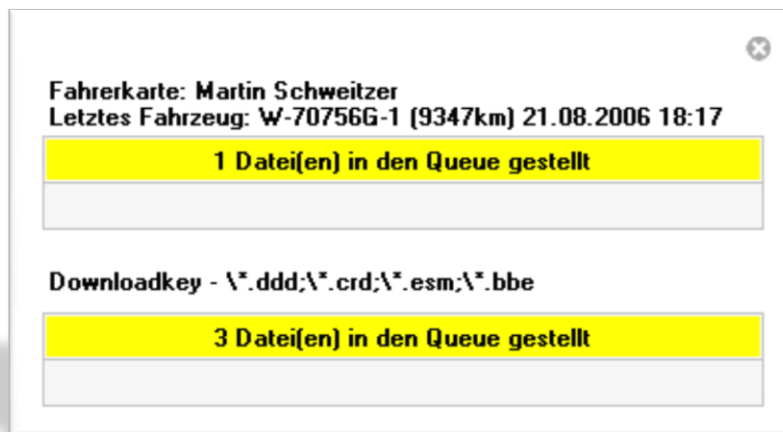 Fahrerkarte: Martin Schweitzer
Letztes Fahrzeug: W-70756G-1 (9347km) 21.08.2006 18:17
1 Datei(en) in den Queue gestellt
Downloadkey - \*.ddd;\*.crd;\*.esm;\*.bbe
3 Datei(en) in den Queue gestellt